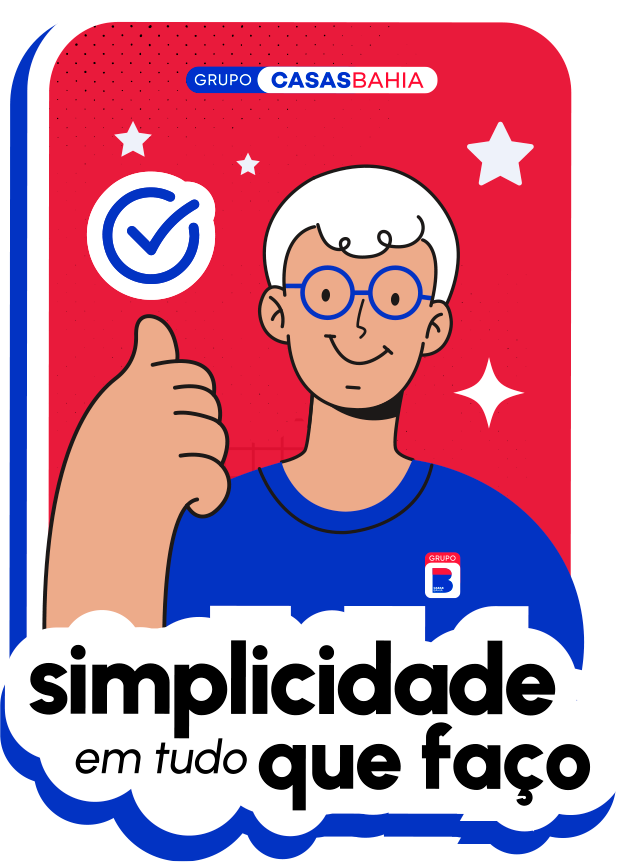 GRUPO CASASBAHIA
GRUPO
B
simplicidade
em tudo que faço